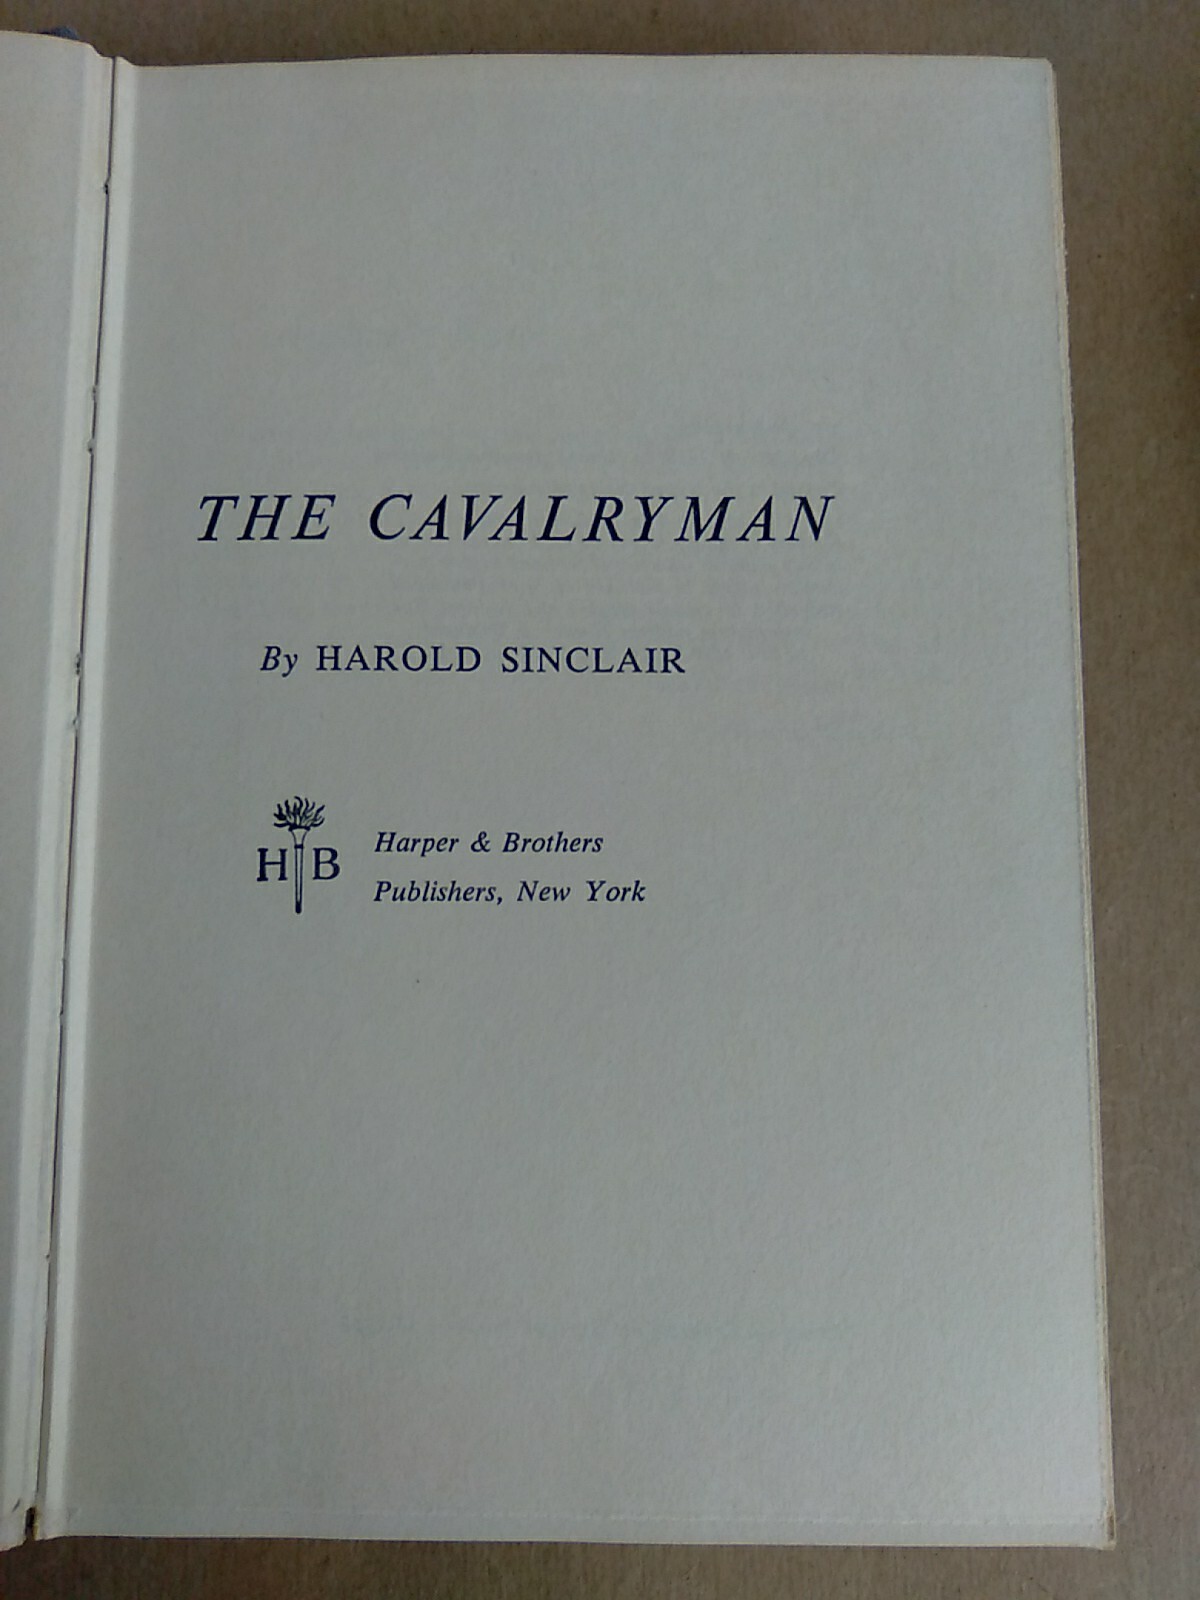 THE CAVALRYMAN
By HAROLD SINCLAIR
H B
Harper & Brothers
Publishers, New York